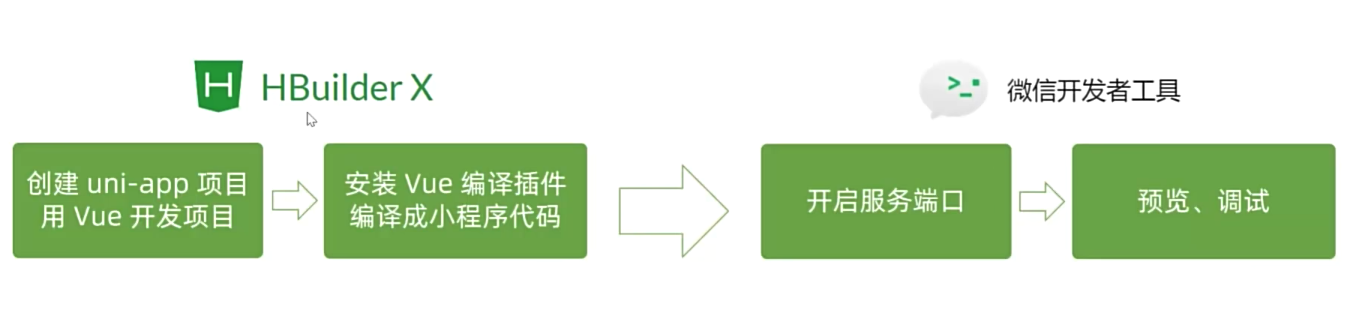 HBuilder X
微信开发者工具
创建 uni-app 项目
用 Vue 开发项目
安装 Vue 编译插件
编译成小程序代码
开启服务端口
预览、调试